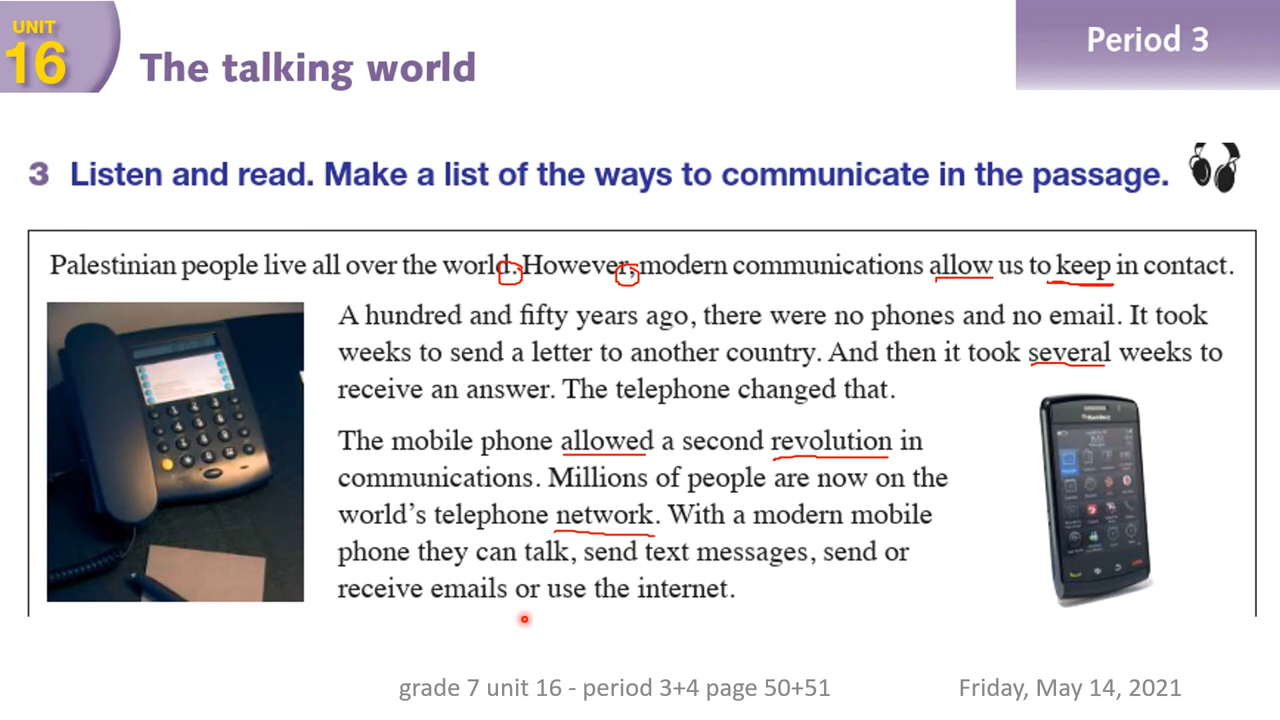 UNIT
16
The talking world
Period 3
3 Listen and read. Make a list of the ways to communicate in the passage.
Palestinian people live all over the world. However, modern communications allow us to keep in contact.
A hundred and fifty years ago, there were no phones and no email. It took
weeks to send a letter to another country. And then it took several weeks to
receive an answer. The telephone changed that.
The mobile phone allowed a second revolution in
communications. Millions of people are now on the
world's telephone network. With a modern mobile
phone they can talk, send text messages, send or
receive emails or use the internet.
grade 7 unit 16 - period 3+4 page 50+51
Friday, May 14, 2021